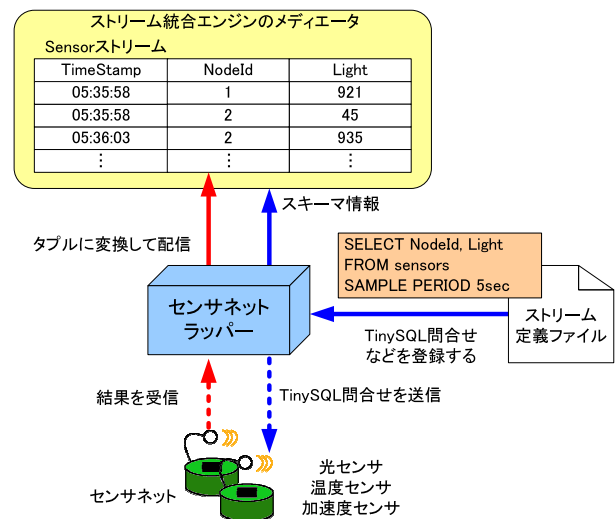 ストリーム統合エンジンのメディエータ
Sensorストリーム
TimeStamp NodeId Light
05:35:58 1 921
05:35:58 2 45
05:36:03 2 935
⋮ ⋮ ⋮
スキーマ情報
タプルに変換して配信
SELECT NodeId, Light
FROM sensors
SAMPLE PERIOD 5sec
センサネット
ラッパー
ストリーム
定義ファイル
TinySQL問合せ
などを登録する
結果を受信
TinySQL問合せを送信
センサネット
光センサ
温度センサ
加速度センサ